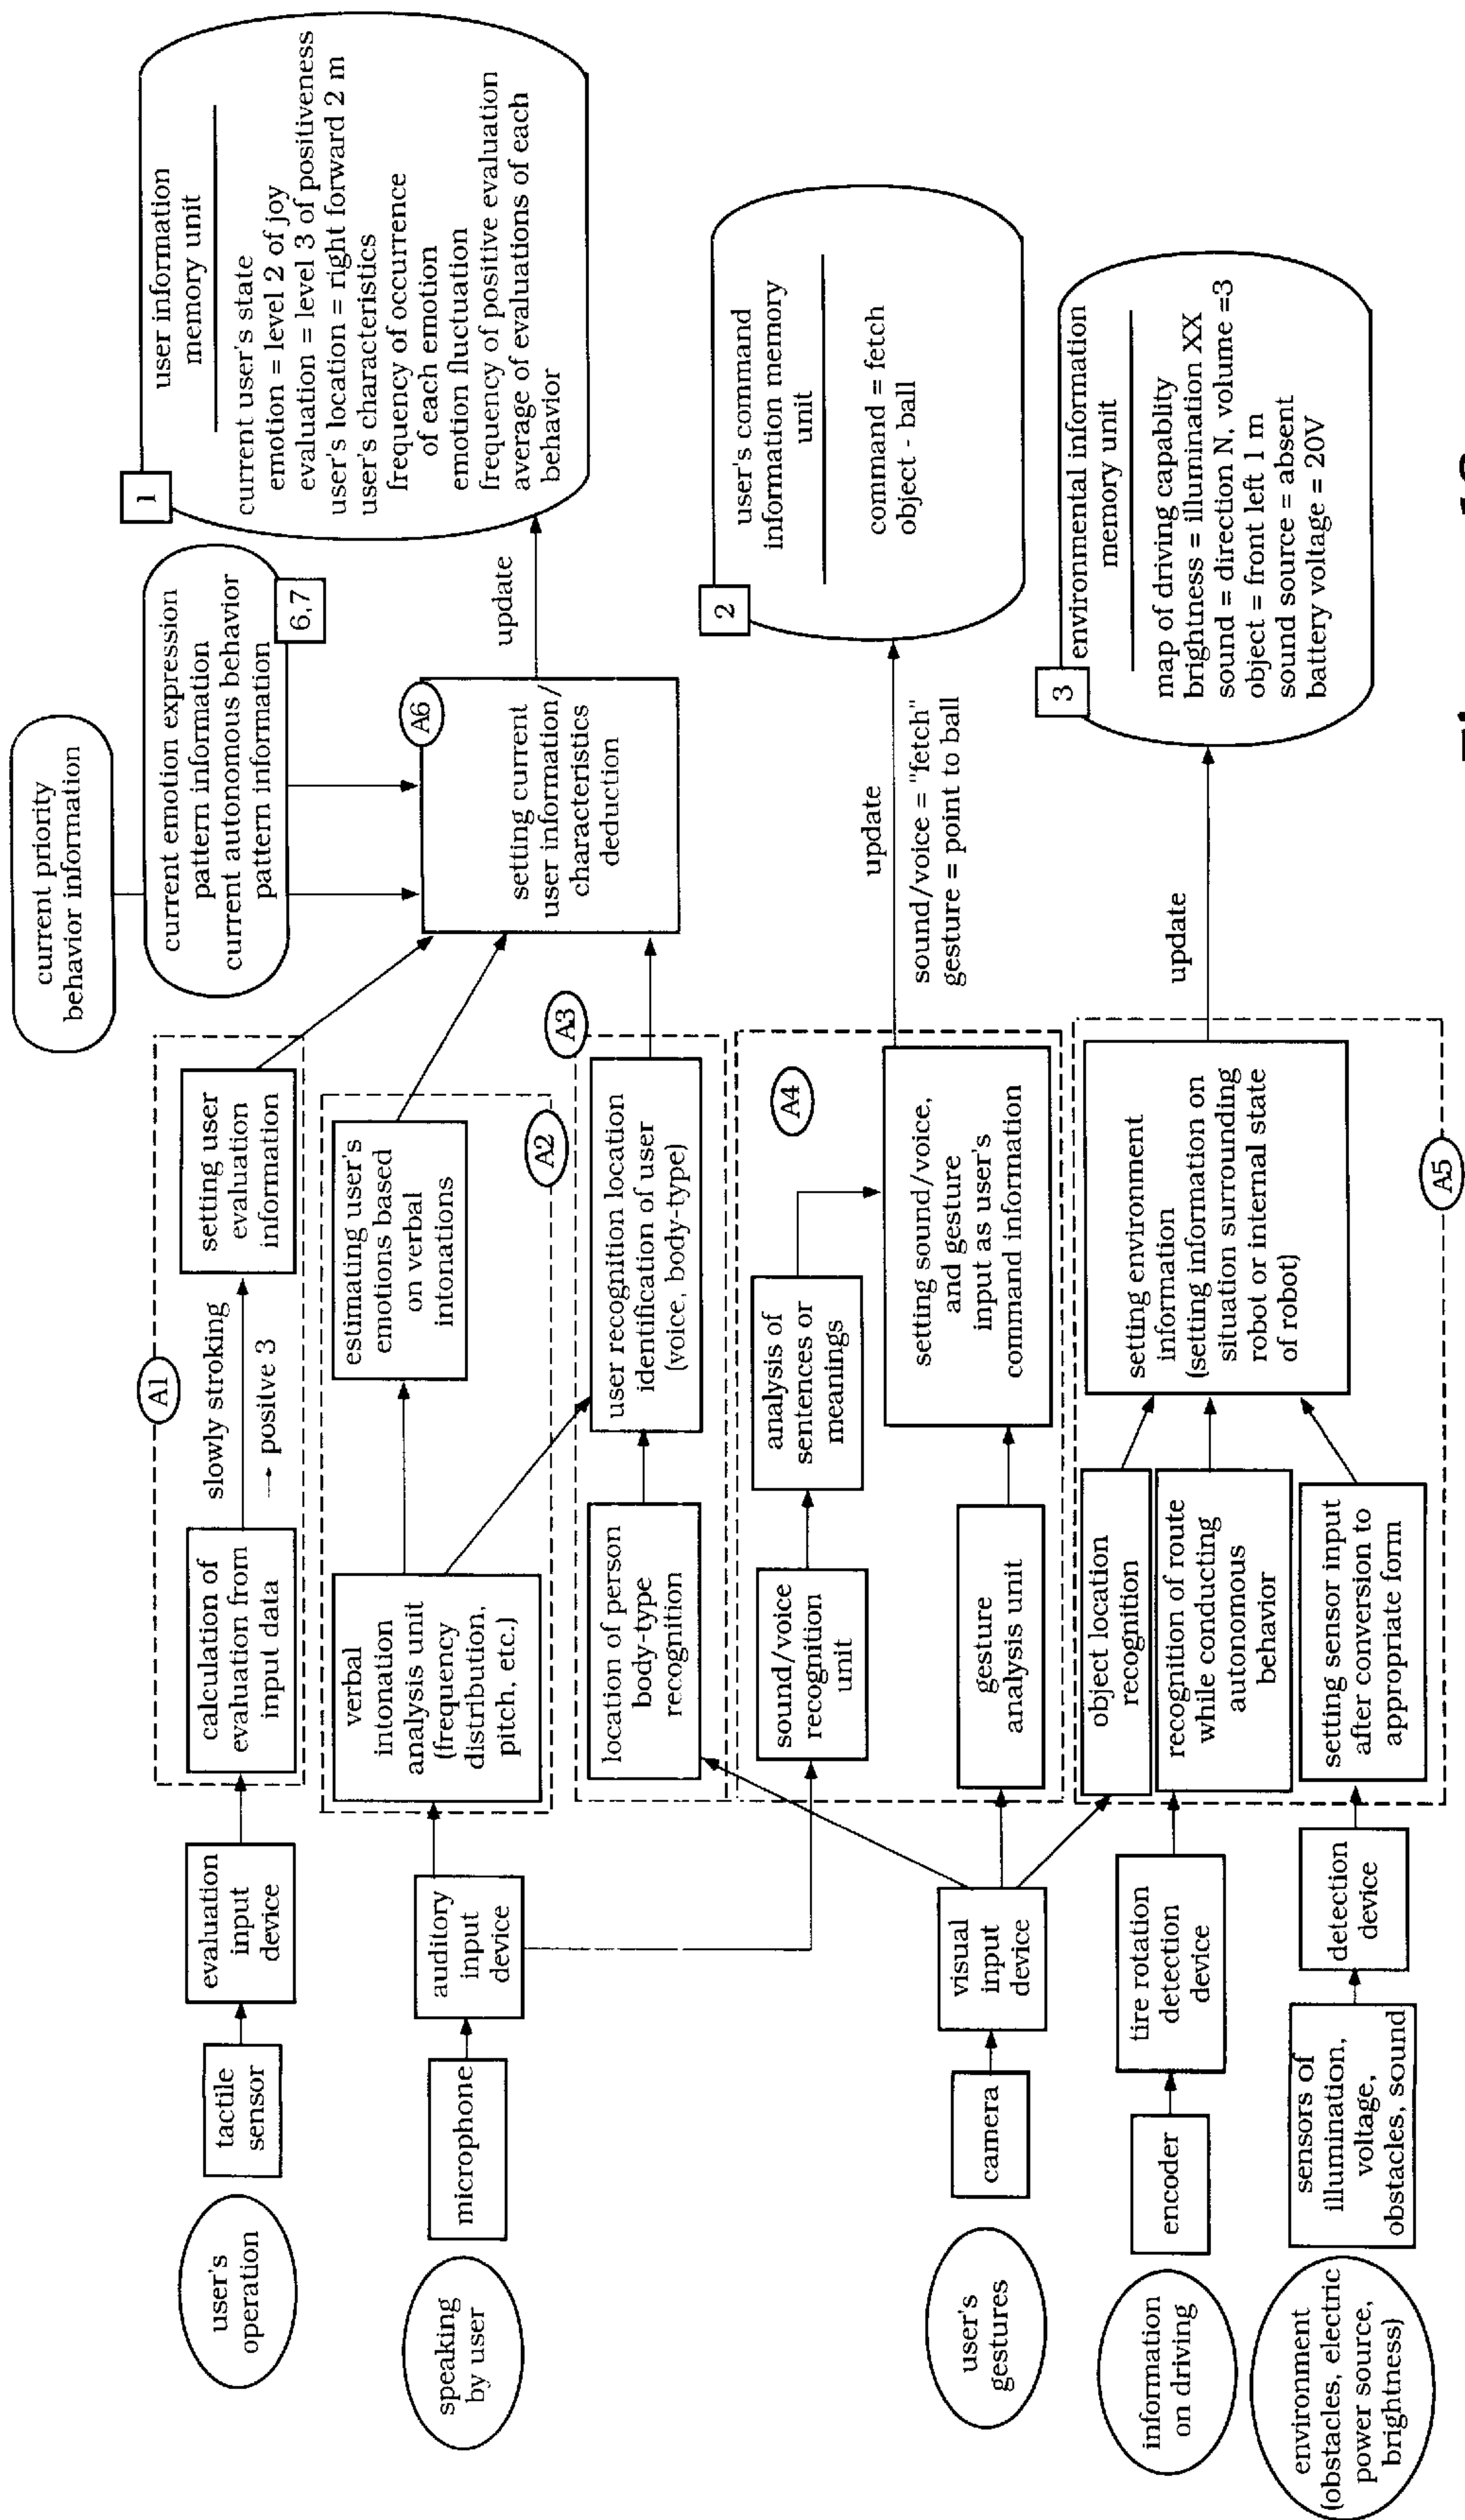 current priority
behavior information
current emotion expression
pattern information
current autonomous behavior
pattern information
6,7
1
user information
memory unit
current user's state
emotion = level 2 of joy
evaluation = level 3 of positiveness
user's location = right forward 2 m
user's characteristics
frequency of occurrence
of each emotion
emotion fluctuation
frequency of positive evaluation
average of evaluations of each
behavior
user's
operation
tactile
sensor
evaluation
input
device
A1
calculation of
evaluation from
input data
slowly stroking
→ positve 3
setting user
evaluation
information
A6
setting current
user information/
characteristics
deduction
update
speaking
by user
microphone
auditory
input
device
verbal
intonation
analysis unit
(frequency
distribution,
pitch, etc.)
estimating user's
emotions based
on verbal
intonations
A2
A3
location of person
body-type
recognition
user recognition location
identification of user
(voice, body-type)
A4
sound/voice
recognition
unit
analysis of
sentences or
meanings
setting sound/voice,
and gesture
input as user's
command information
update
sound/voice = "fetch"
gesture = point to ball
2
user's command
information memory
unit
command = fetch
object - ball
user's
gestures
camera
visual
input
device
gesture
analysis unit
information
on driving
encoder
tire rotation
detection
device
object location
recognition
recognition of route
while conducting
autonomous
behavior
setting environment
information
(setting information on
situation surrounding
robot or internal state
of robot)
update
3
environmental information
memory unit
map of driving capablity
brightness = illumination XX
sound = direction N, volume =3
object = front left 1 m
sound source = absent
battery voltage = 20V
environment
(obstacles, electric
power source,
brightness)
sensors of
illumination,
voltage,
obstacles, sound
detection
device
setting sensor input
after conversion to
appropriate form
A5